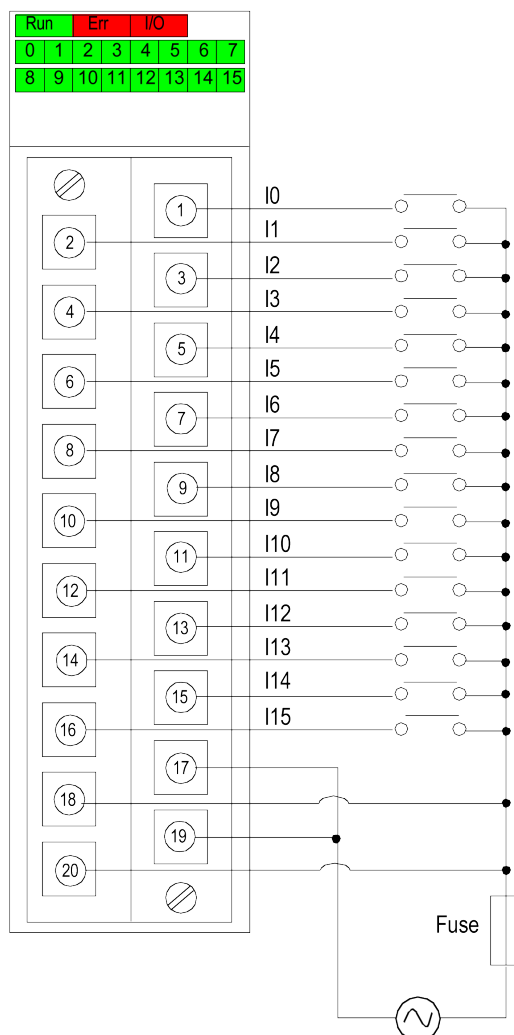 Run Err I/O
0 1 2 3 4 5 6 7
8 9 10 11 12 13 14 15
1 I0
2 I1
3 I2
4 I3
5 I4
6 I5
7 I6
8 I7
9 I8
10 I9
11 I10
12 I11
13 I12
14 I13
15 I14
16 I15
17
18
19
20
Fuse